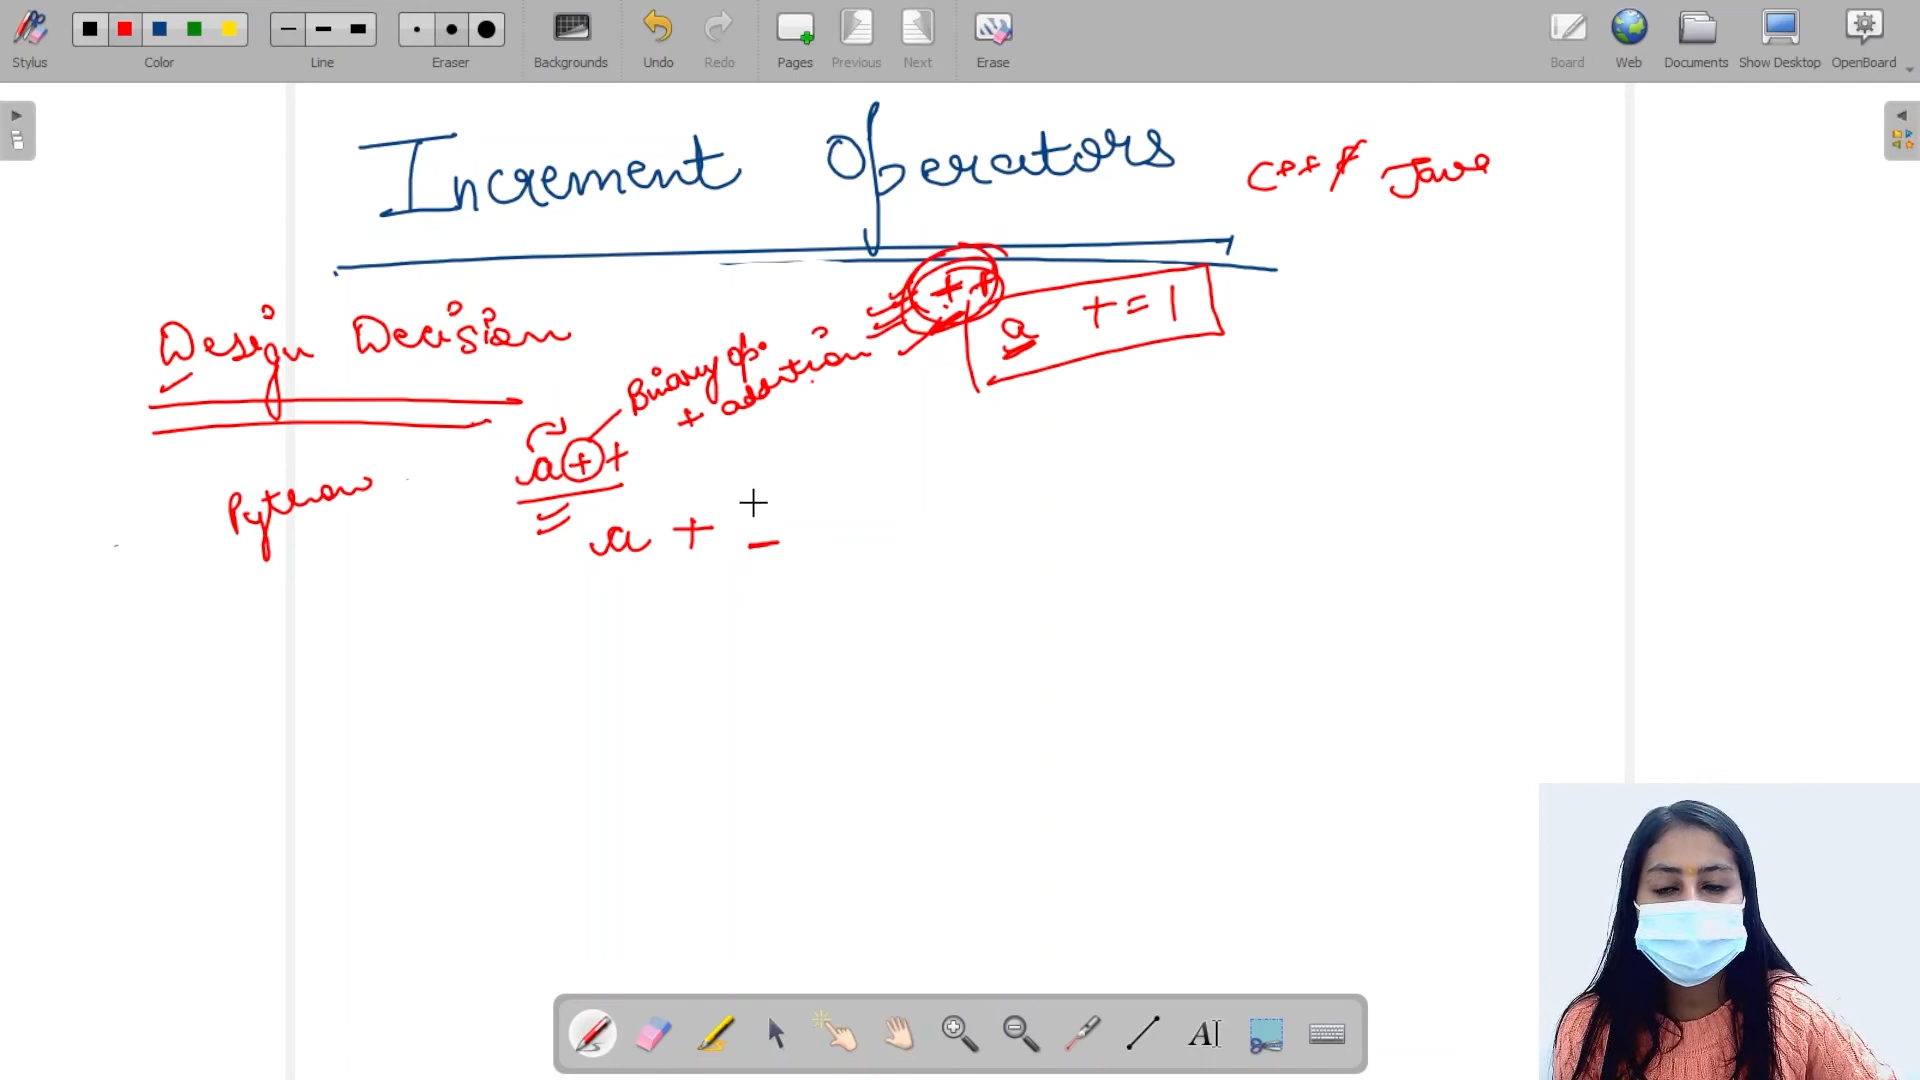 Stylus Color Line Eraser Backgrounds Undo Redo Pages Previous Next Erase Board Web Documents Show Desktop OpenBoard
Increment Operators
C++ Java
++
a += 1
Design Decision
Binary op.
+ addition
a++
Python
a + _
AI